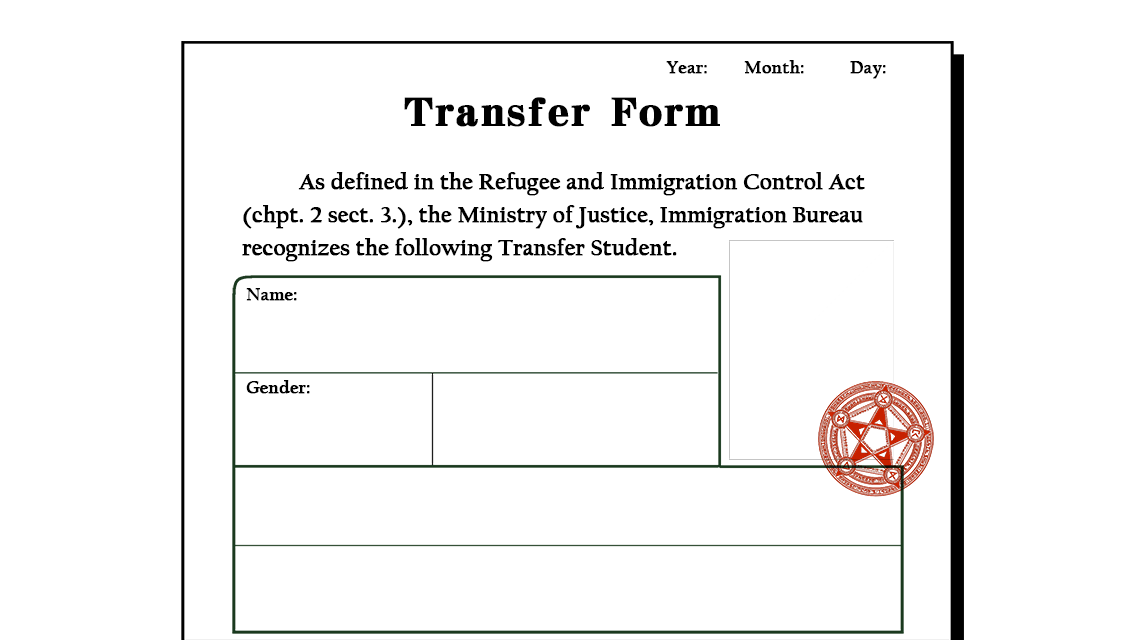 Year: Month: Day:
Transfer Form
As defined in the Refugee and Immigration Control Act
(chpt. 2 sect. 3.), the Ministry of Justice, Immigration Bureau
recognizes the following Transfer Student.
Name:
Gender: